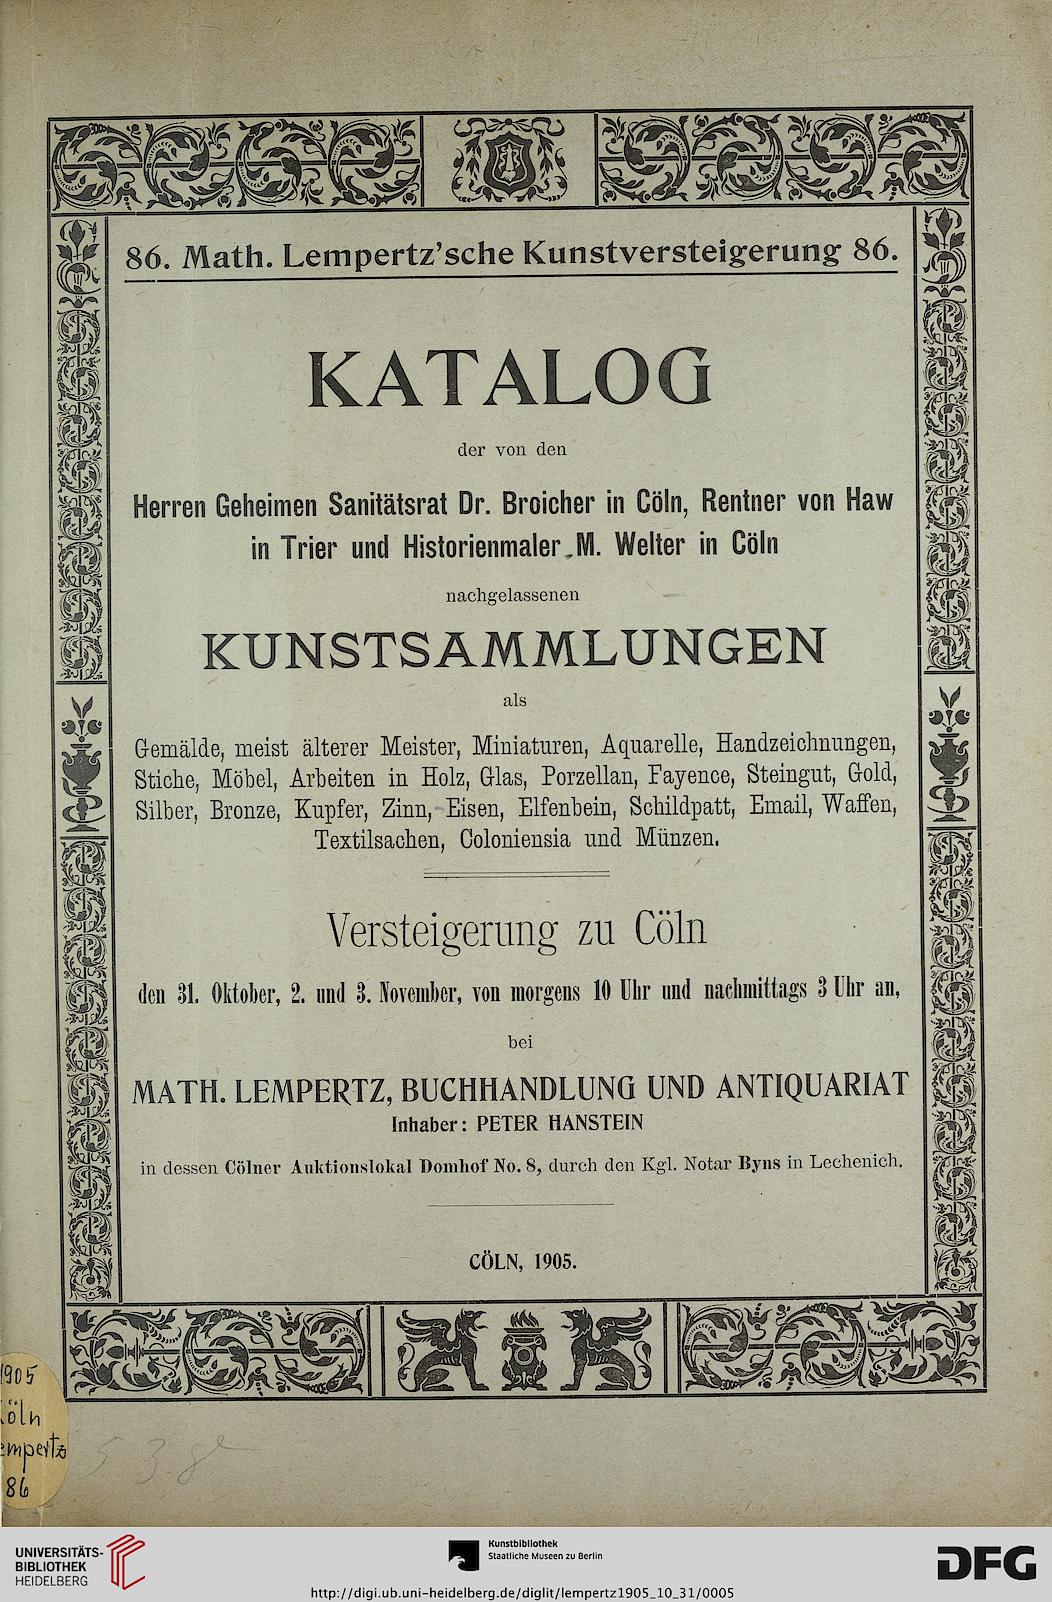 86. Math. Lempertz'sche Kunstversteigerung 86.
KATALOG
der von den
Herren Geheimen Sanitätsrat Dr. Broicher in Cöln, Rentner von Haw
in Trier und Historienmaler M. Welter in Cöln
nachgelassenen
KUNSTSAMMLUNGEN
als
Gemälde, meist älterer Meister, Miniaturen, Aquarelle, Handzeichnungen,
Stiche, Möbel, Arbeiten in Holz, Glas, Porzellan, Fayence, Steingut, Gold,
Silber, Bronze, Kupfer, Zinn, Eisen, Elfenbein, Schildpatt, Email, Waffen,
Textilsachen, Coloniensia und Münzen.
Versteigerung zu Cöln
den 31. Oktober, 2. und 3. November, von morgens 10 Uhr und nachmittags 3 Uhr an,
bei
MATH. LEMPERTZ, BUCHHANDLUNG UND ANTIQUARIAT
Inhaber: PETER HANSTEIN
in dessen Cölner Auktionslokal Domhof No. 8, durch den Kgl. Notar Byns in Lechenich.
CÖLN, 1905.
1905
öln
empertz
86
UNIVERSITÄTS-
BIBLIOTHEK
HEIDELBERG
Kunstbibliothek
Staatliche Museen zu Berlin
DFG
http://digi.ub.uni-heidelberg.de/diglit/lempertz1905_10_31/0005